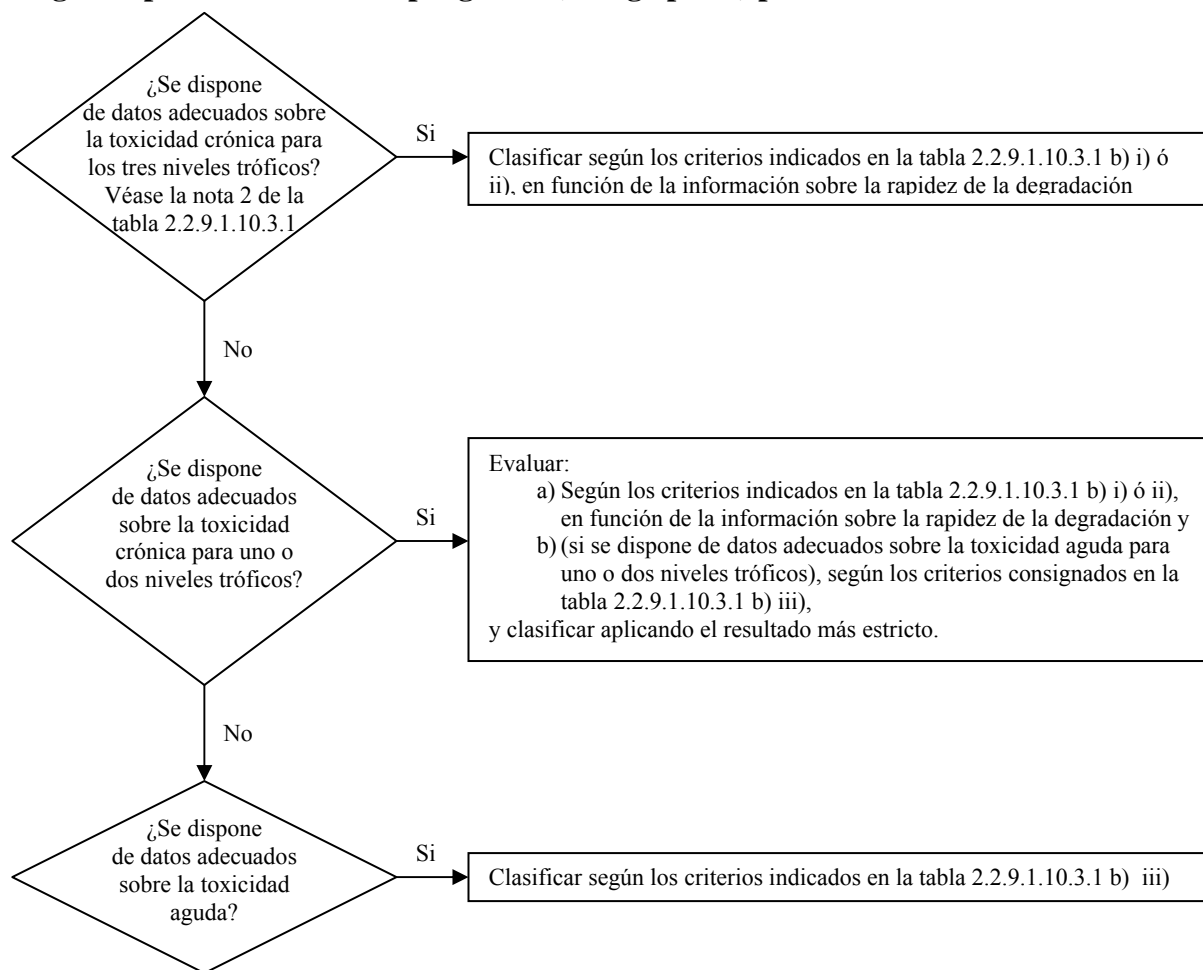 ¿Se dispone
de datos adecuados sobre
la toxicidad crónica para
los tres niveles tróficos?
Véase la nota 2 de la
tabla 2.2.9.1.10.3.1
Si
Clasificar según los criterios indicados en la tabla 2.2.9.1.10.3.1 b) i) ó
ii), en función de la información sobre la rapidez de la degradación
No
¿Se dispone
de datos adecuados
sobre la toxicidad
crónica para uno o
dos niveles tróficos?
Si
Evaluar:
a) Según los criterios indicados en la tabla 2.2.9.1.10.3.1 b) i) ó ii),
en función de la información sobre la rapidez de la degradación y
b) (si se dispone de datos adecuados sobre la toxicidad aguda para
uno o dos niveles tróficos), según los criterios consignados en la
tabla 2.2.9.1.10.3.1 b) iii),
y clasificar aplicando el resultado más estricto.
No
¿Se dispone
de datos adecuados
sobre la toxicidad
aguda?
Si
Clasificar según los criterios indicados en la tabla 2.2.9.1.10.3.1 b) iii)